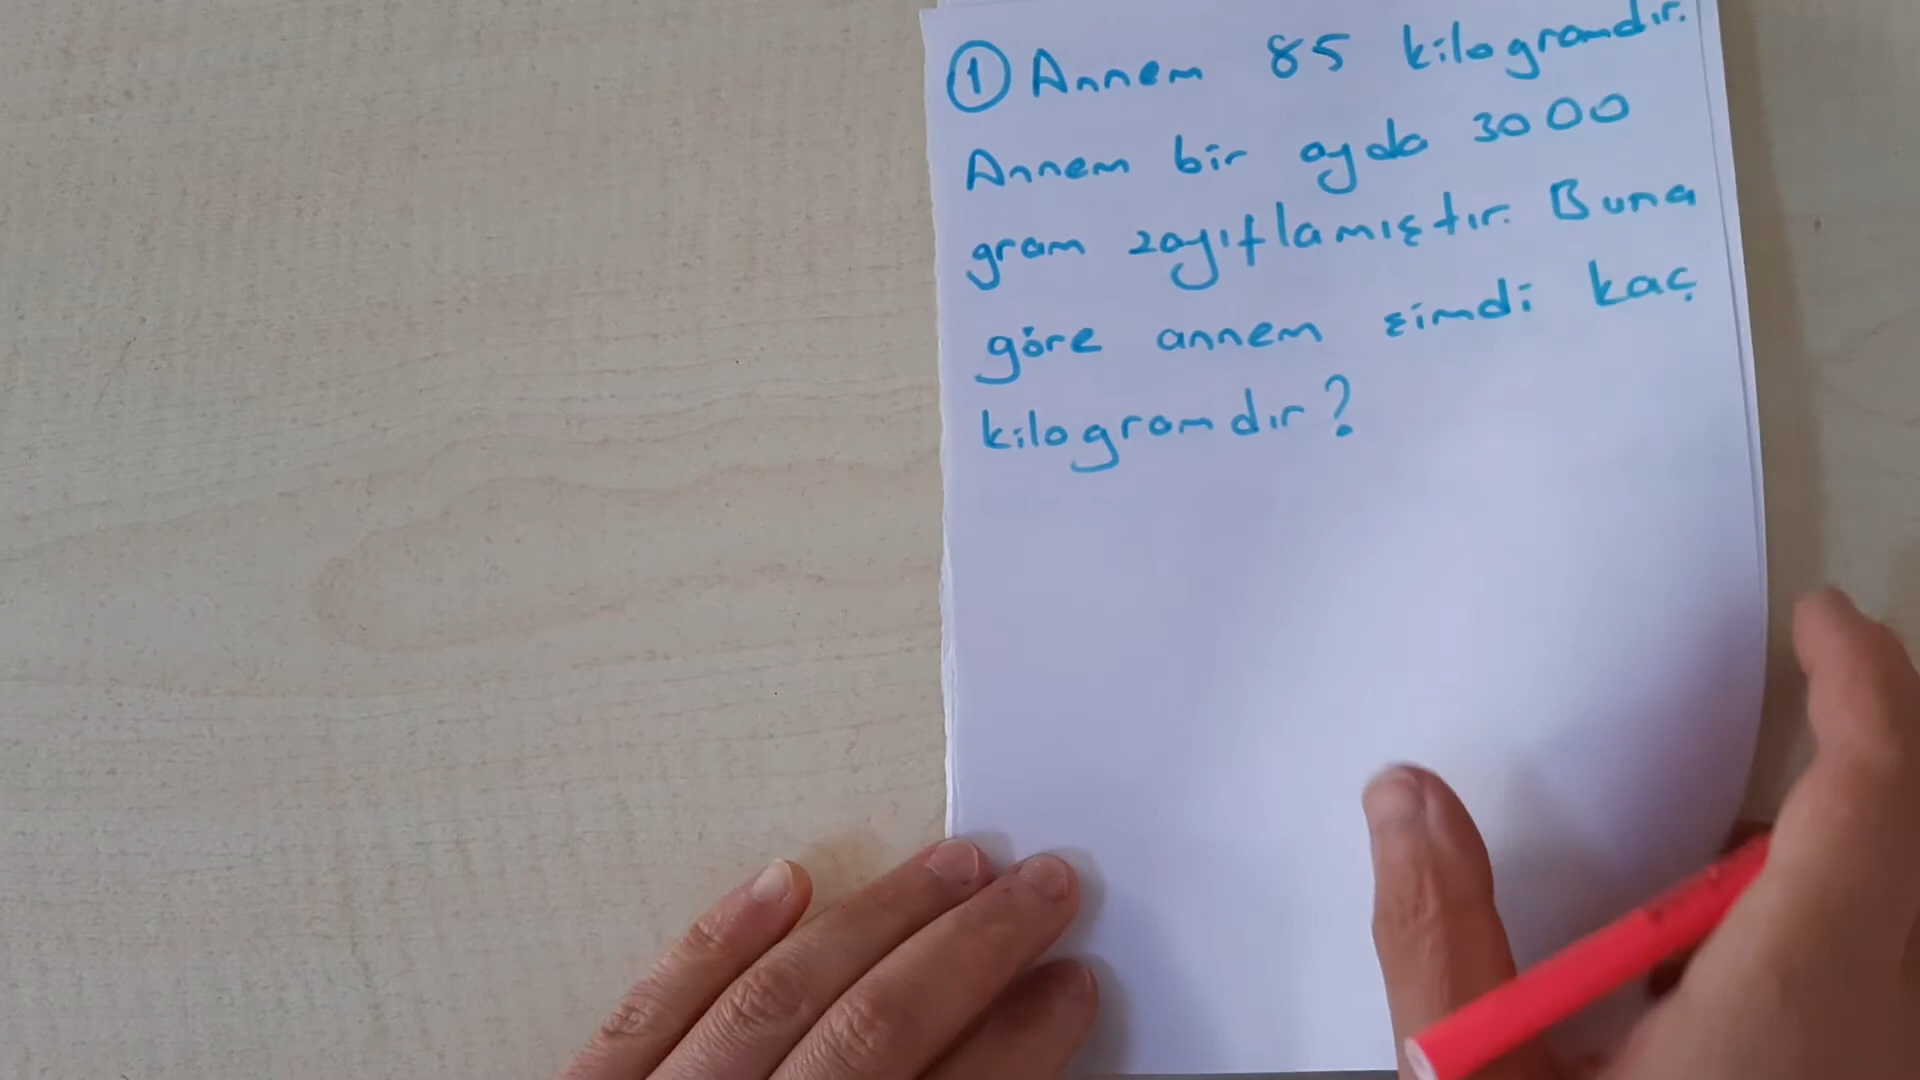 ① Annem 85 kilogramdır.
Annem bir ayda 3000
gram zayıflamıştır. Buna
göre annem şimdi kaç
kilogramdır?